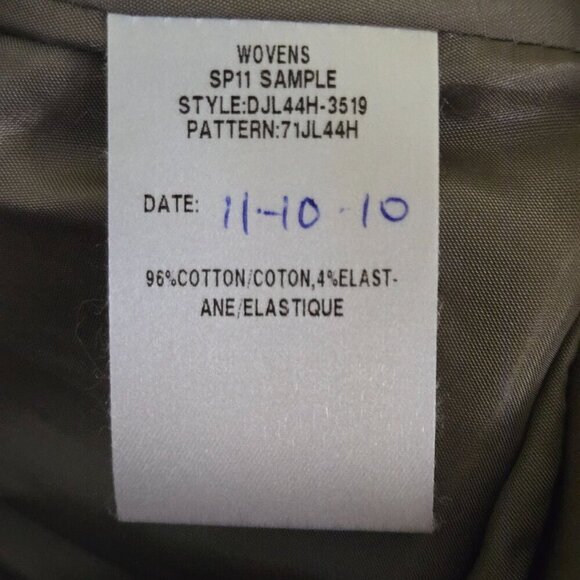 WOVENS
SP11 SAMPLE
STYLE:DJL44H-3519
PATTERN:71JL44H
DATE: 11-10-10
96%COTTON/COTON,4%ELAST-
ANE/ELASTIQUE